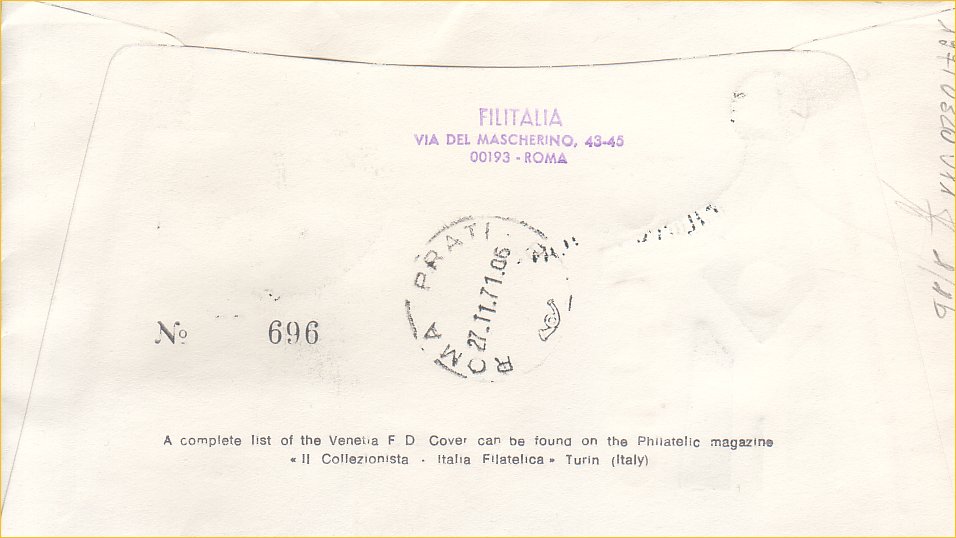 FILITALIA
VIA DEL MASCHERINO, 43-45
00193 - ROMA
ROMA PRATI
27.11.71.06
No 696
A complete list of the Venetia F D Cover can be found on the Philatelic magazine
« Il Collezionista - Italia Filatelica » Turin (Italy)